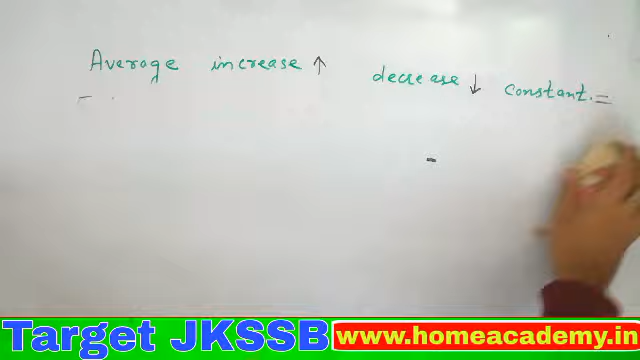 Average increase ↑ decrease ↓ constant. =
Target JKSSB www.homeacademy.in